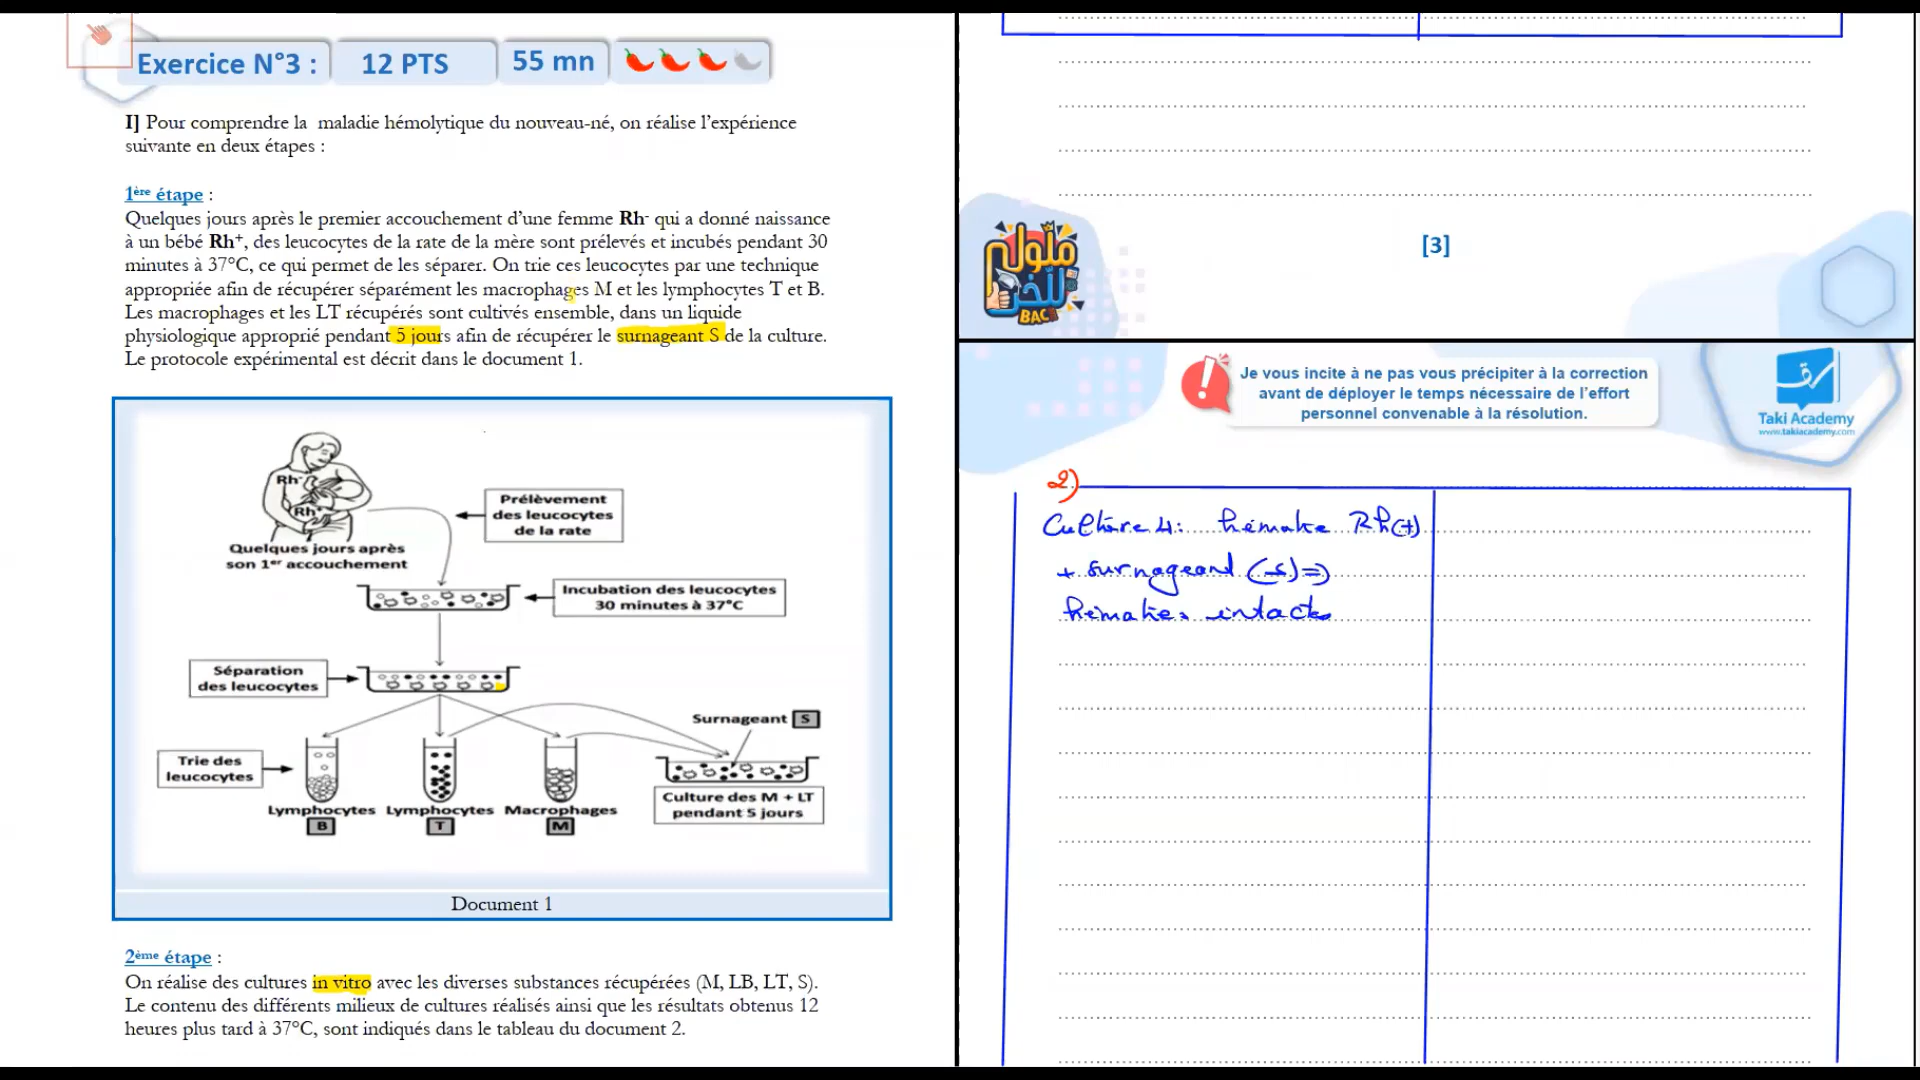 Exercice N°3 :
12 PTS
55 mn
I] Pour comprendre la maladie hémolytique du nouveau-né, on réalise l'expérience
suivante en deux étapes :
1ère étape :
Quelques jours après le premier accouchement d'une femme Rh- qui a donné naissance
à un bébé Rh+, des leucocytes de la rate de la mère sont prélevés et incubés pendant 30
minutes à 37°C, ce qui permet de les séparer. On trie ces leucocytes par une technique
appropriée afin de récupérer séparément les macrophages M et les lymphocytes T et B.
Les macrophages et les LT récupérés sont cultivés ensemble, dans un liquide
physiologique approprié pendant 5 jours afin de récupérer le surnageant S de la culture.
Le protocole expérimental est décrit dans le document 1.
Rh-
Rh+
Quelques jours après
son 1er accouchement
Prélèvement
des leucocytes
de la rate
Incubation des leucocytes
30 minutes à 37°C
Séparation
des leucocytes
Surnageant S
Trie des
leucocytes
Lymphocytes
B
Lymphocytes
T
Macrophages
M
Culture des M + LT
pendant 5 jours
Document 1
2ème étape :
On réalise des cultures in vitro avec les diverses substances récupérées (M, LB, LT, S).
Le contenu des différents milieux de cultures réalisés ainsi que les résultats obtenus 12
heures plus tard à 37°C, sont indiqués dans le tableau du document 2.
ملول
للخر
BAC
[3]
Je vous incite à ne pas vous précipiter à la correction
avant de déployer le temps nécessaire de l'effort
personnel convenable à la résolution.
Taki Academy
www.takiacademy.com
2)
Culture 4: hématie Rh(+)
+ surnageant (S) =>
hématies intactes